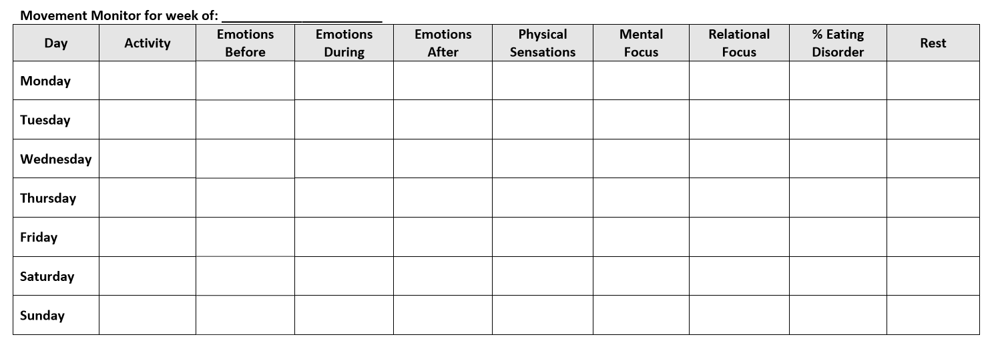 Movement Monitor for week of: ____________________
Day Activity Emotions Before Emotions During Emotions After Physical Sensations Mental Focus Relational Focus % Eating Disorder Rest
Monday
Tuesday
Wednesday
Thursday
Friday
Saturday
Sunday